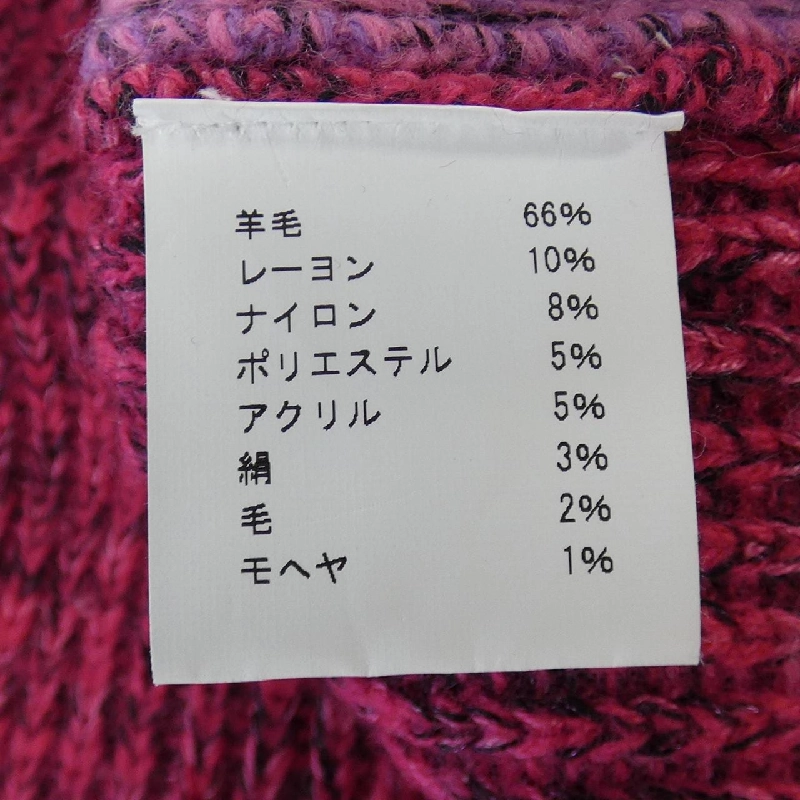 羊毛 66%
レーヨン 10%
ナイロン 8%
ポリエステル 5%
アクリル 5%
絹 3%
毛 2%
モヘヤ 1%